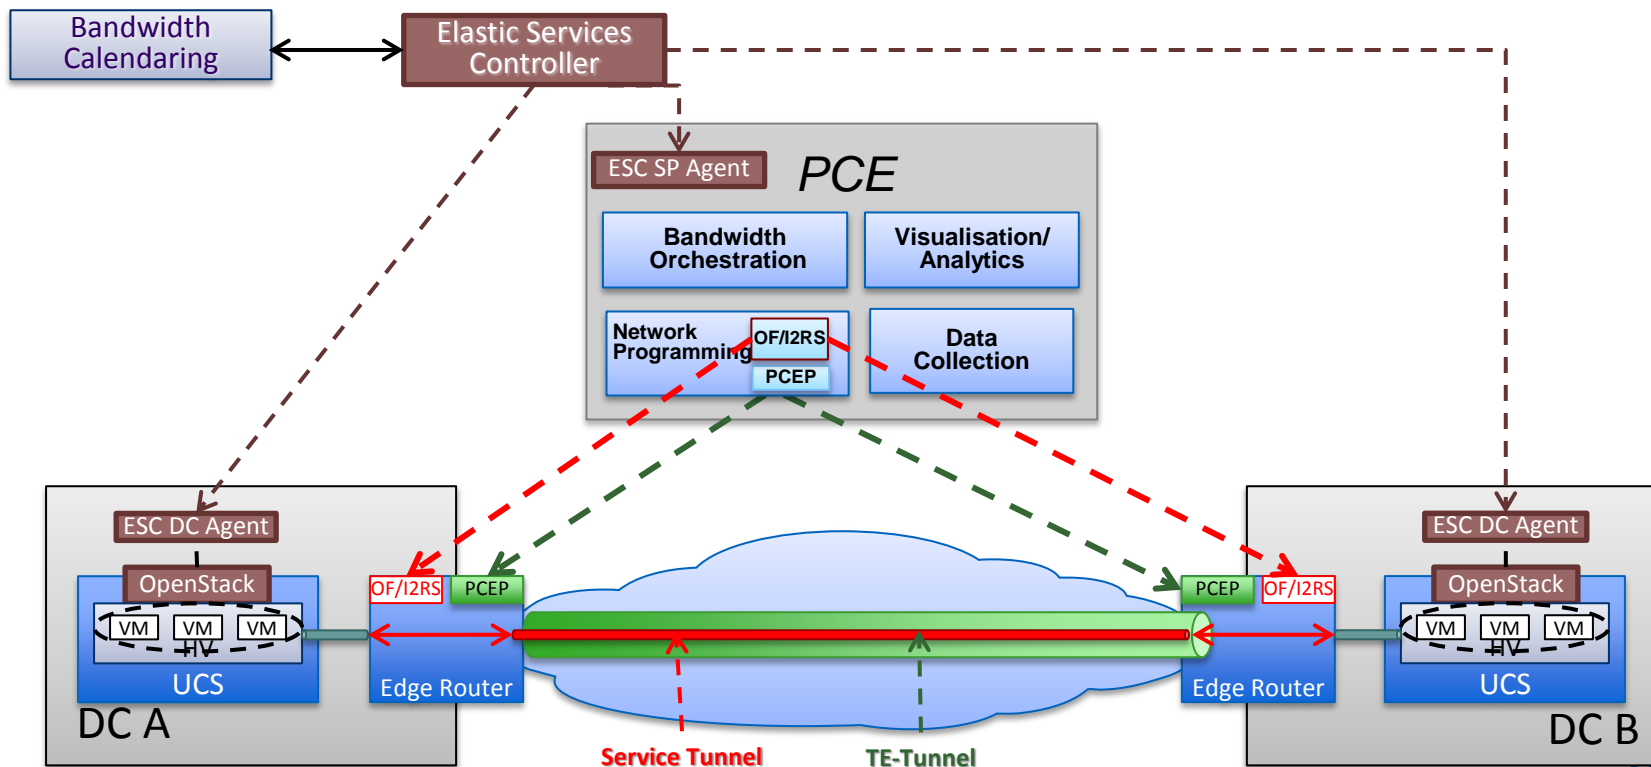 Bandwidth
Calendaring
Elastic Services
Controller
ESC SP Agent
PCE
Bandwidth
Orchestration
Visualisation/
Analytics
Network
Programming
OF/I2RS
PCEP
Data
Collection
ESC DC Agent
OpenStack
VM VM VM
HV
UCS
DC A
OF/I2RS
PCEP
Edge Router
Service Tunnel
TE-Tunnel
PCEP
OF/I2RS
Edge Router
ESC DC Agent
OpenStack
VM VM VM
HV
UCS
DC B